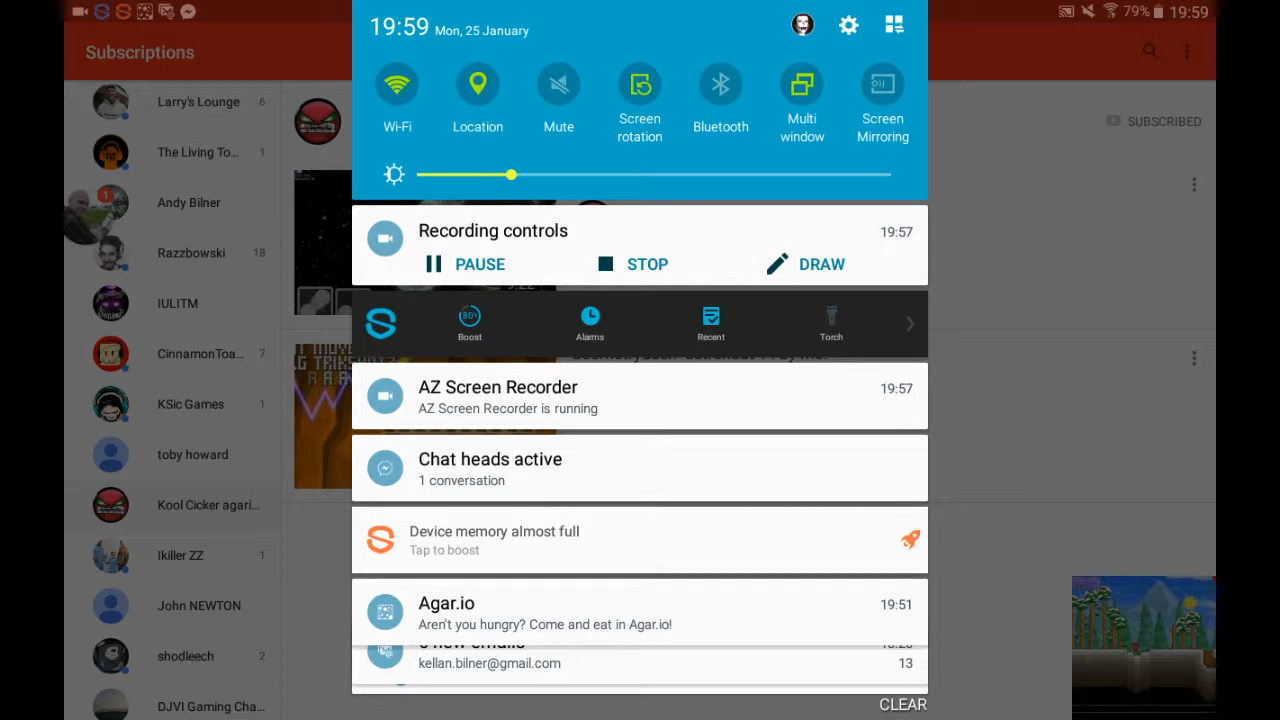 79% 19:59
19:59 Mon, 25 January
Subscriptions
Wi-Fi
Location
Mute
Screen rotation
Bluetooth
Multi window
Screen Mirroring
Larry's Lounge 6
The Living To... 1
Andy Bilner
1
Razzbowski 18
IULITM
CinnamonToa... 7
KSic Games 1
toby howard
Kool Cicker agari...
Ikiller ZZ 1
John NEWTON
shodleech 2
DJVI Gaming Cha...
SUBSCRIBED
Recording controls 19:57
PAUSE STOP DRAW
80%
Boost Alarms Recent Torch
AZ Screen Recorder 19:57
AZ Screen Recorder is running
Chat heads active
1 conversation
Device memory almost full
Tap to boost
Agar.io 19:51
Aren't you hungry? Come and eat in Agar.io!
new emails
kellan.bilner@gmail.com 13
CLEAR